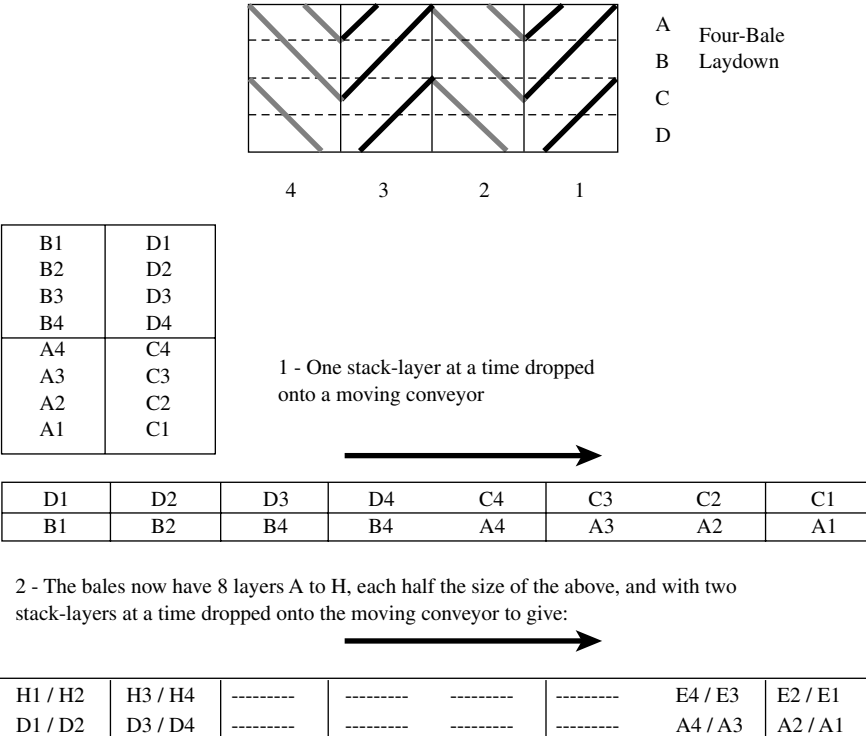 A
Four-Bale
B
Laydown
C
D
4 3 2 1
B1 D1
B2 D2
B3 D3
B4 D4
A4 C4
A3 C3
A2 C2
A1 C1
1 - One stack-layer at a time dropped
onto a moving conveyor
D1 D2 D3 D4 C4 C3 C2 C1
B1 B2 B4 B4 A4 A3 A2 A1
2 - The bales now have 8 layers A to H, each half the size of the above, and with two
stack-layers at a time dropped onto the moving conveyor to give:
H1 / H2 H3 / H4 --------- --------- --------- --------- E4 / E3 E2 / E1
D1 / D2 D3 / D4 --------- --------- --------- --------- A4 / A3 A2 / A1